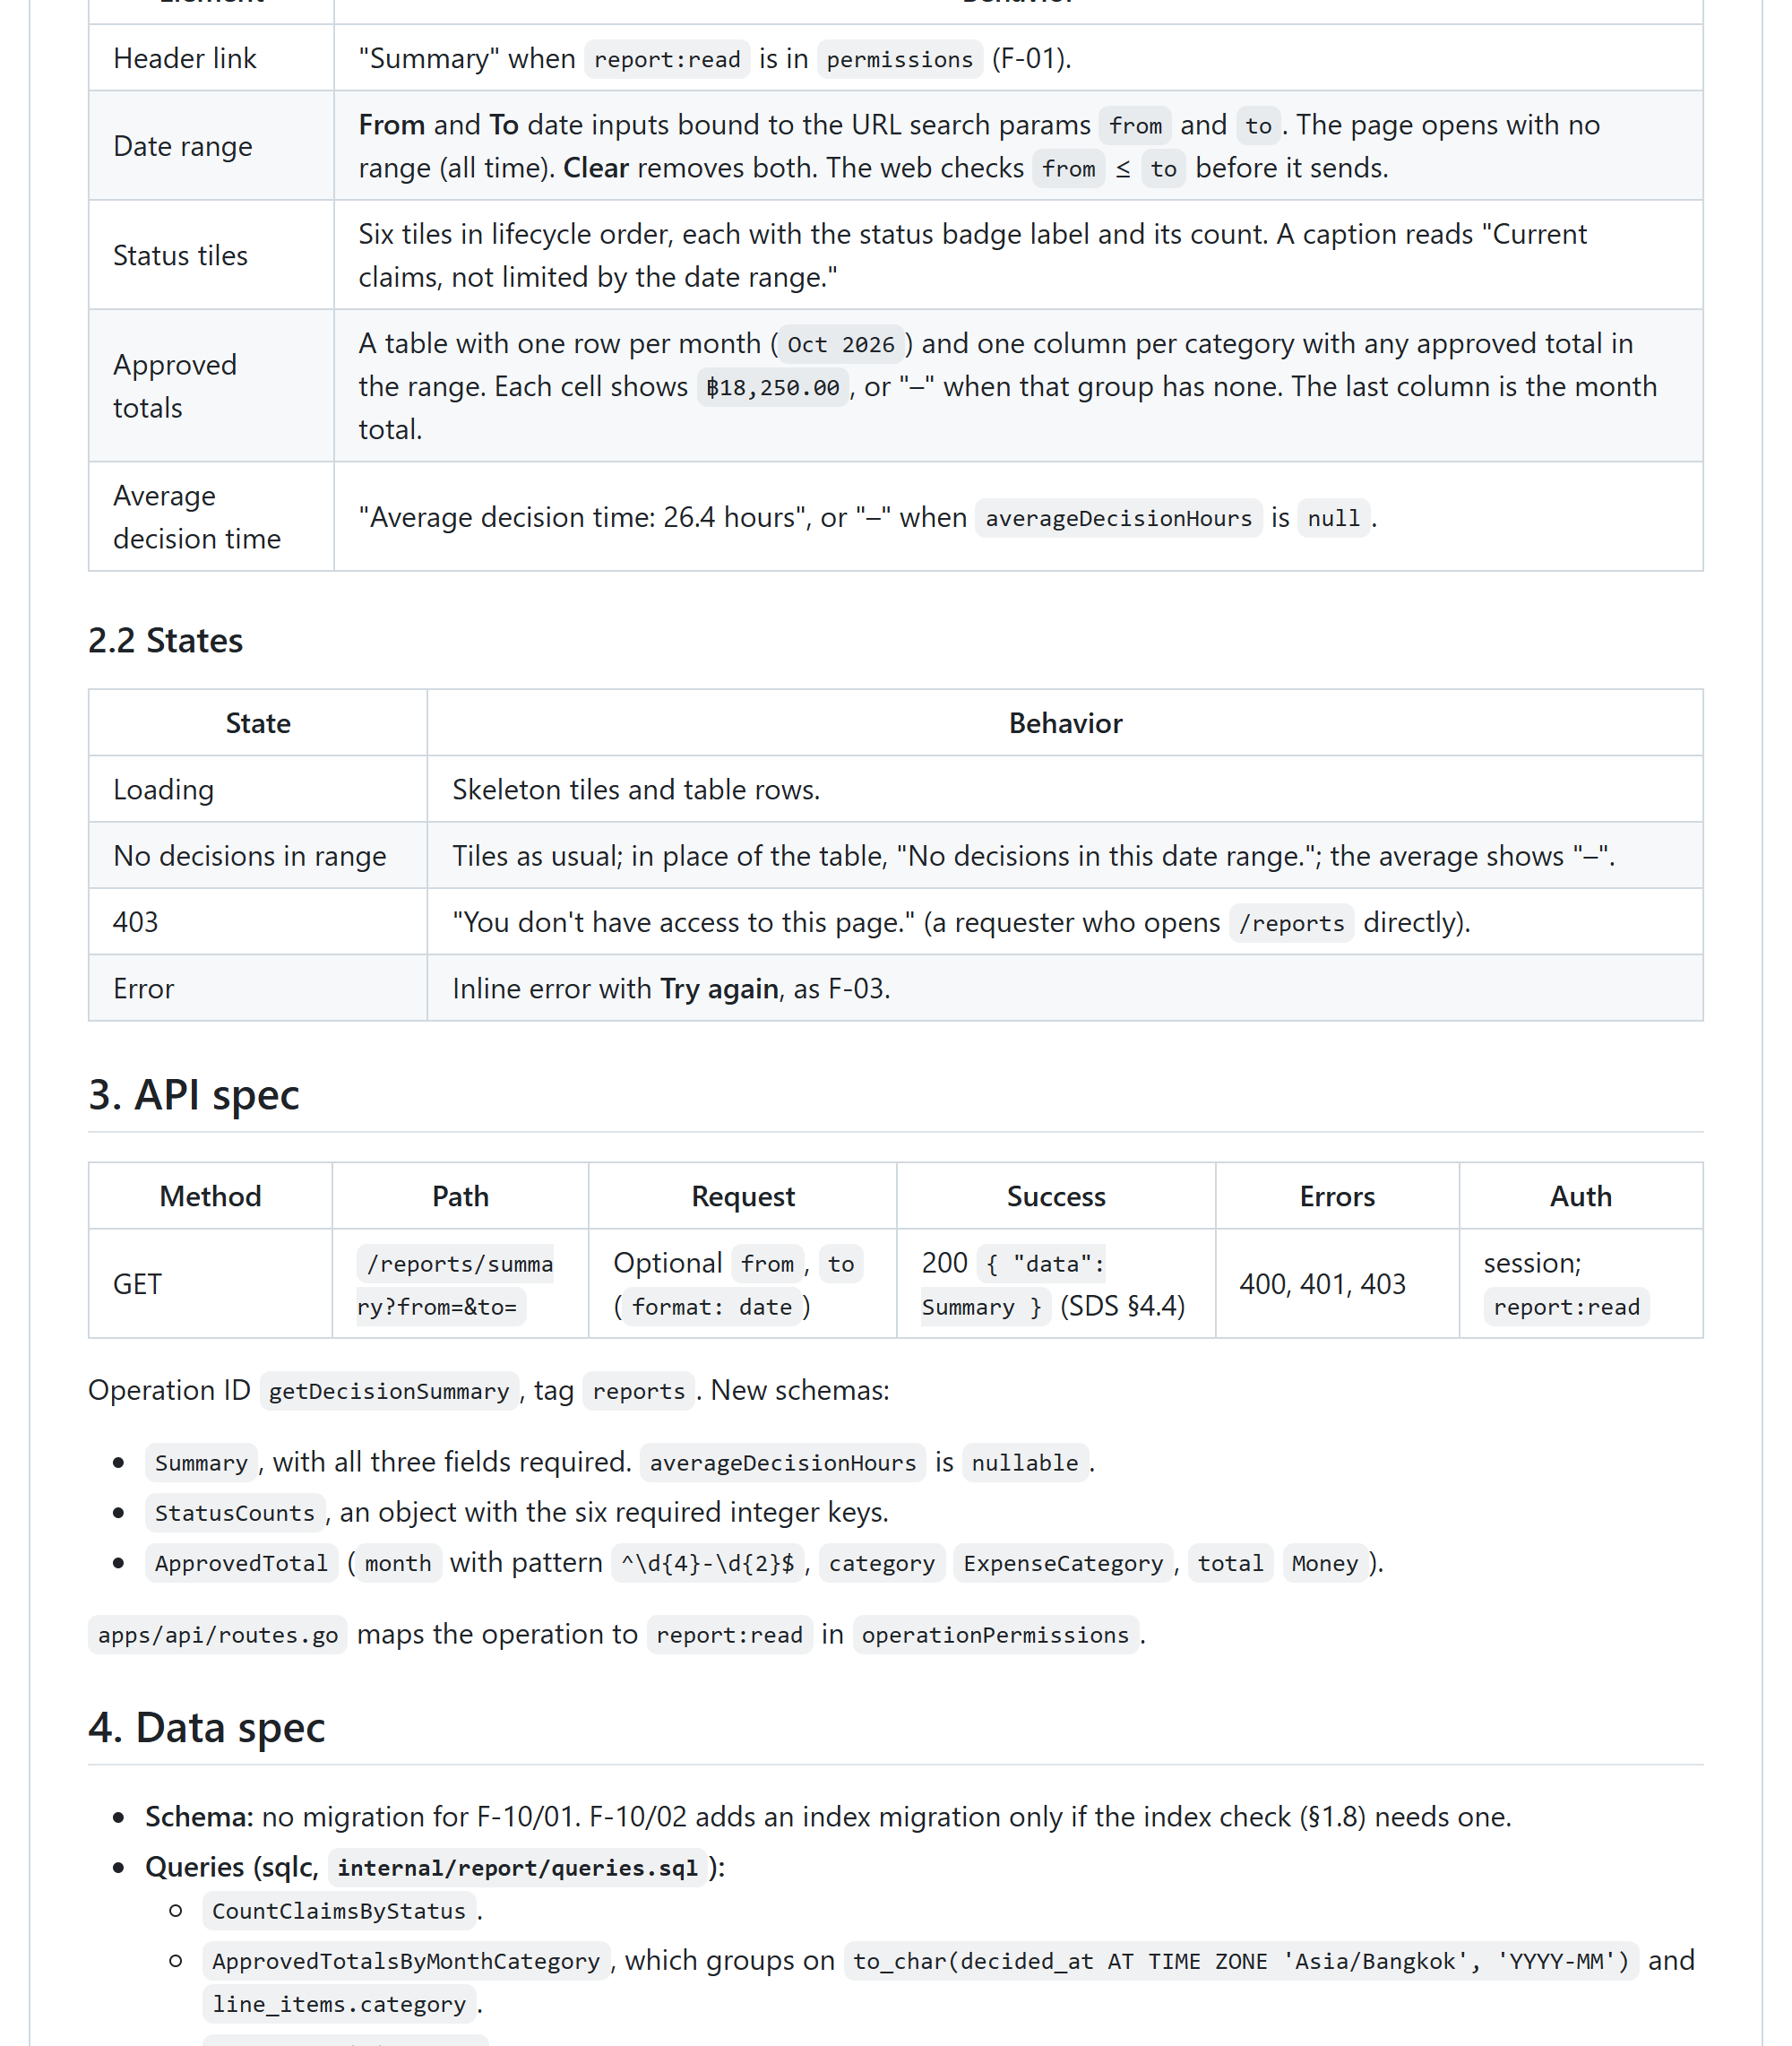 Element Behavior
Header link "Summary" when report:read is in permissions (F-01).
Date range From and To date inputs bound to the URL search params from and to. The page opens with no
range (all time). Clear removes both. The web checks from ≤ to before it sends.
Status tiles Six tiles in lifecycle order, each with the status badge label and its count. A caption reads "Current
claims, not limited by the date range."
Approved
totals
A table with one row per month (Oct 2026) and one column per category with any approved total in
the range. Each cell shows ฿18,250.00, or "–" when that group has none. The last column is the month
total.
Average
decision time
"Average decision time: 26.4 hours", or "–" when averageDecisionHours is null.
2.2 States
State Behavior
Loading Skeleton tiles and table rows.
No decisions in range Tiles as usual; in place of the table, "No decisions in this date range."; the average shows "–".
403 "You don't have access to this page." (a requester who opens /reports directly).
Error Inline error with Try again, as F-03.
3. API spec
Method Path Request Success Errors Auth
GET
/reports/summa
ry?from=&to=
Optional from, to
(format: date)
200 { "data":
Summary } (SDS §4.4)
400, 401, 403
session;
report:read
Operation ID getDecisionSummary, tag reports. New schemas:
• Summary, with all three fields required. averageDecisionHours is nullable.
• StatusCounts, an object with the six required integer keys.
• ApprovedTotal (month with pattern ^\d{4}-\d{2}$, category ExpenseCategory, total Money).
apps/api/routes.go maps the operation to report:read in operationPermissions.
4. Data spec
• Schema: no migration for F-10/01. F-10/02 adds an index migration only if the index check (§1.8) needs one.
• Queries (sqlc, internal/report/queries.sql):
◦ CountClaimsByStatus.
◦ ApprovedTotalsByMonthCategory, which groups on to_char(decided_at AT TIME ZONE 'Asia/Bangkok', 'YYYY-MM') and
line_items.category.